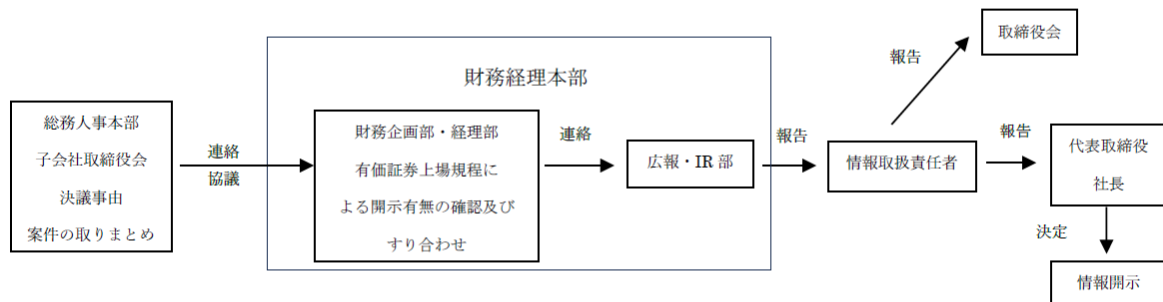 取締役会
報告
財務経理本部
総務人事本部
子会社取締役会
決議事由
案件の取りまとめ
連絡
協議
財務企画部・経理部
有価証券上場規程に
よる開示有無の確認及び
すり合わせ
連絡
広報・IR 部
報告
情報取扱責任者
報告
代表取締役
社長
決定
情報開示